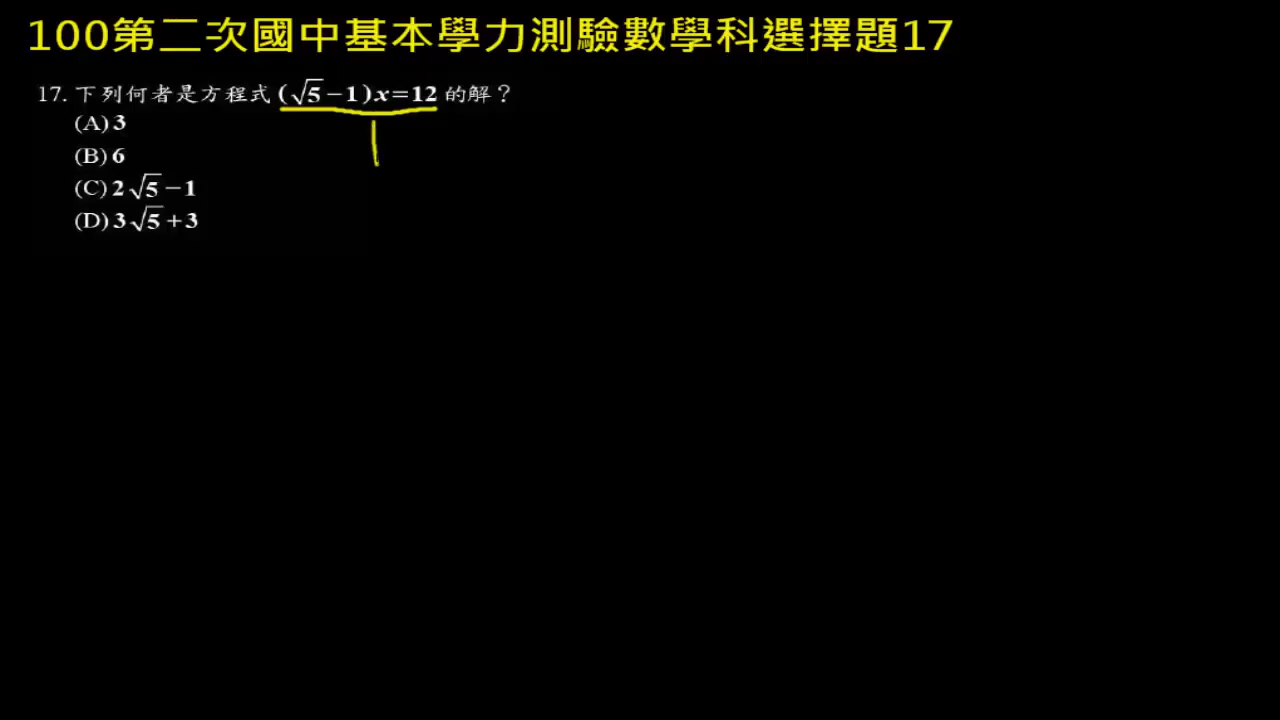 100第二次國中基本學力測驗數學科選擇題17
17. 下列何者是方程式 (√5−1)x=12 的解？
(A) 3
(B) 6
(C) 2√5−1
(D) 3√5+3